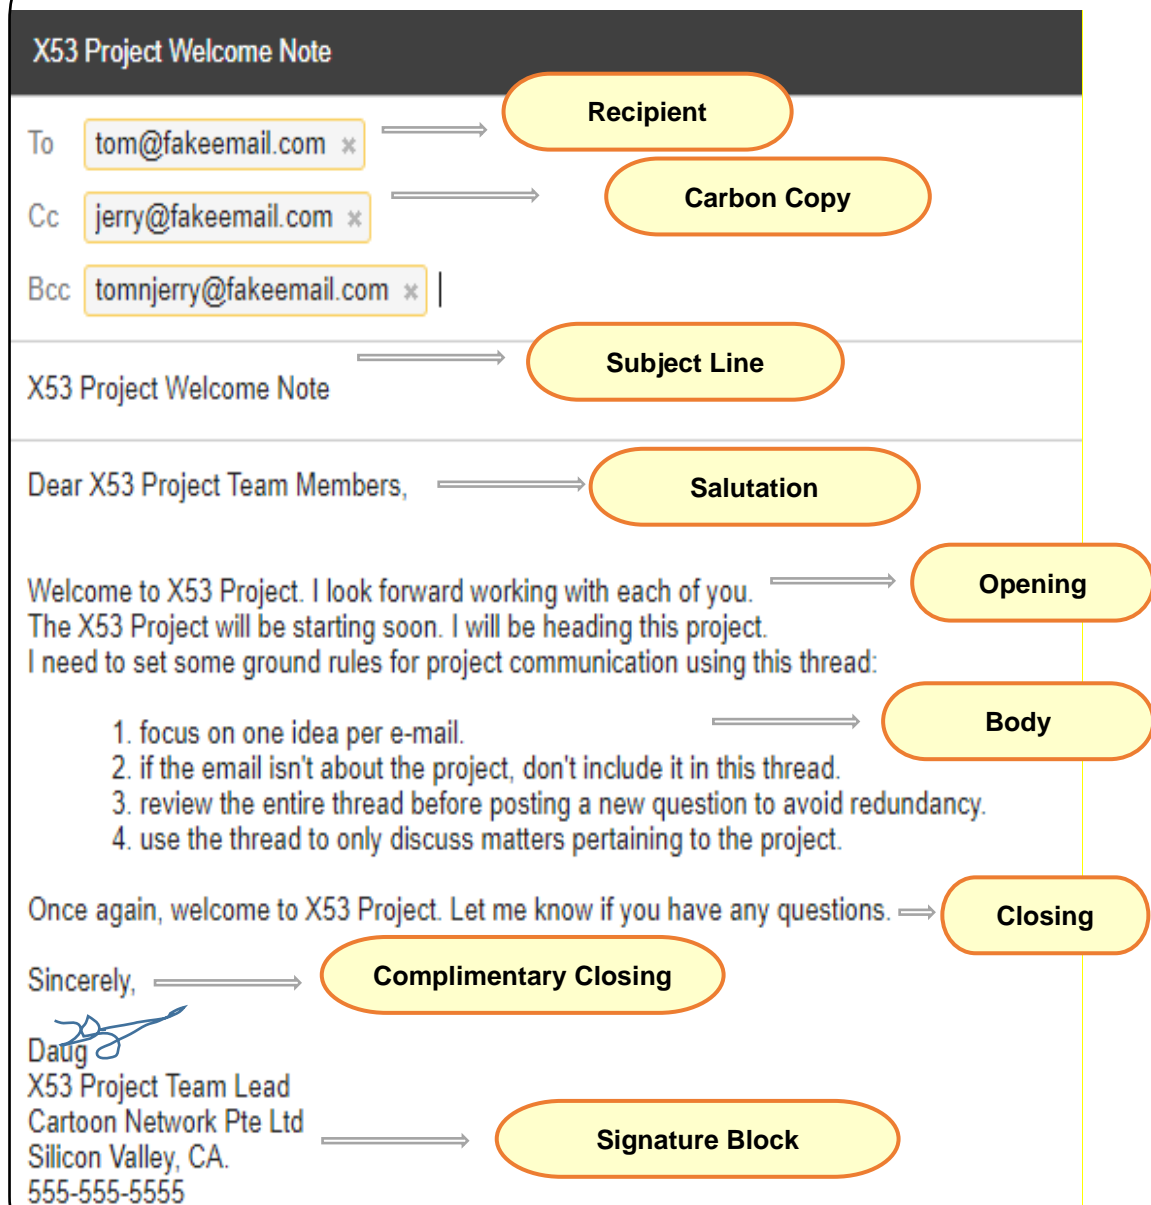 X53 Project Welcome Note
Recipient
To tom@fakeemail.com ×
Carbon Copy
Cc jerry@fakeemail.com ×
Bcc tomnjerry@fakeemail.com ×
Subject Line
X53 Project Welcome Note
Dear X53 Project Team Members,
Salutation
Welcome to X53 Project. I look forward working with each of you.
Opening
The X53 Project will be starting soon. I will be heading this project.
I need to set some ground rules for project communication using this thread:
1. focus on one idea per e-mail.
Body
2. if the email isn't about the project, don't include it in this thread.
3. review the entire thread before posting a new question to avoid redundancy.
4. use the thread to only discuss matters pertaining to the project.
Once again, welcome to X53 Project. Let me know if you have any questions.
Closing
Sincerely,
Complimentary Closing
Daug
X53 Project Team Lead
Cartoon Network Pte Ltd
Signature Block
Silicon Valley, CA.
555-555-5555